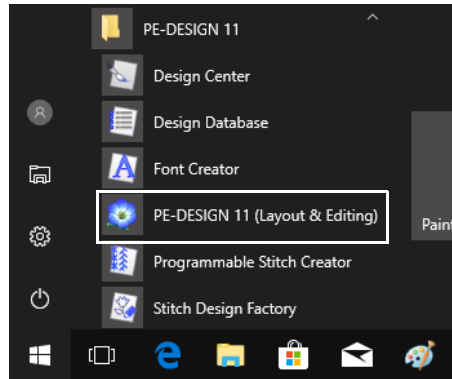 PE-DESIGN 11
Design Center
Design Database
Font Creator
PE-DESIGN 11 (Layout & Editing)
Programmable Stitch Creator
Stitch Design Factory
Paint